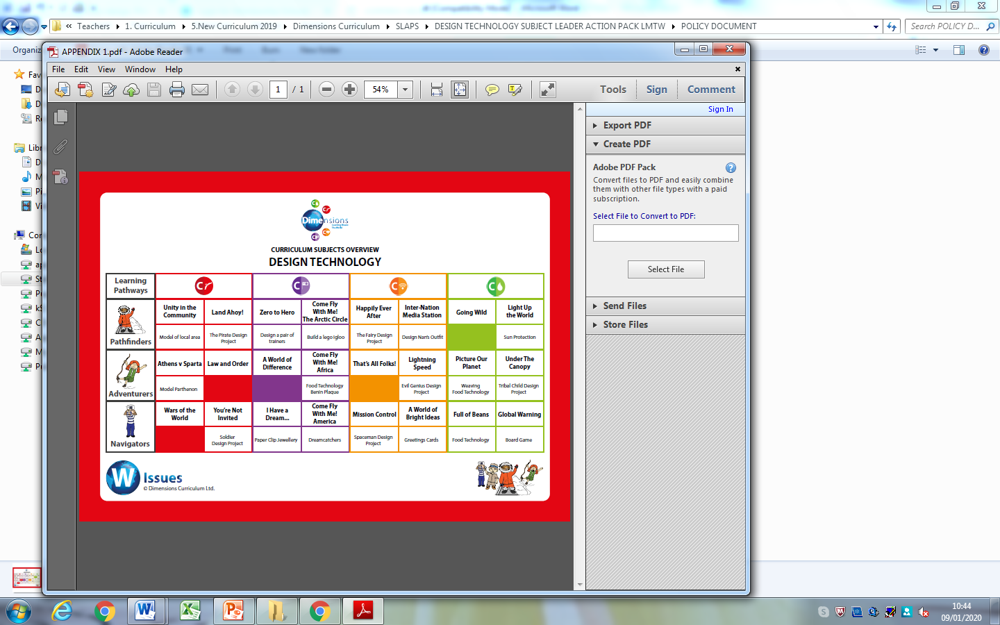 Teachers
1. Curriculum
5.New Curriculum 2019
Dimensions Curriculum
SLAPS
DESIGN TECHNOLOGY SUBJECT LEADER ACTION PACK LMTW
POLICY DOCUMENT
Search POLICY D...
Organiz
APPENDIX 1.pdf - Adobe Reader
File Edit View Window Help
1 / 1
54%
Tools
Sign
Comment
Sign In
Export PDF
Create PDF
Adobe PDF Pack
Convert files to PDF and easily combine
them with other file types with a paid
subscription.
Select File to Convert to PDF:
Select File
Send Files
Store Files
Fav
Libr
Dimensions
CURRICULUM SUBJECTS OVERVIEW
DESIGN TECHNOLOGY
Learning
Pathways
C
C
C
C
Pathfinders
Unity in the
Community
Land Ahoy!
Zero to Hero
Come Fly
With Me!
The Arctic Circle
Happily Ever
After
Inter-Nation
Media Station
Going Wild
Light Up
the World
Model of local area
The Pirate Design
Project
Design a pair of
trainers
Build a lego Igloo
The Fairy Design
Project
Design Nan's Outfit
Sun Protection
Adventurers
Athens v Sparta
Law and Order
A World of
Difference
Come Fly
With Me!
Africa
That's All Folks!
Lightning
Speed
Picture Our
Planet
Under The
Canopy
Model Parthenon
Food Technology
Benin Plaque
Evil Genius Design
Project
Weaving
Food Technology
Tribal Child Design
Project
Navigators
Wars of the
World
You're Not
Invited
I Have a
Dream...
Come Fly
With Me!
America
Mission Control
A World of
Bright Ideas
Full of Beans
Global Warning
Soldier
Design Project
Paper Clip Jewellery
Dreamcatchers
Spaceman Design
Project
Greetings Cards
Food Technology
Board Game
W Issues
© Dimensions Curriculum Ltd.
10:44
09/01/2020